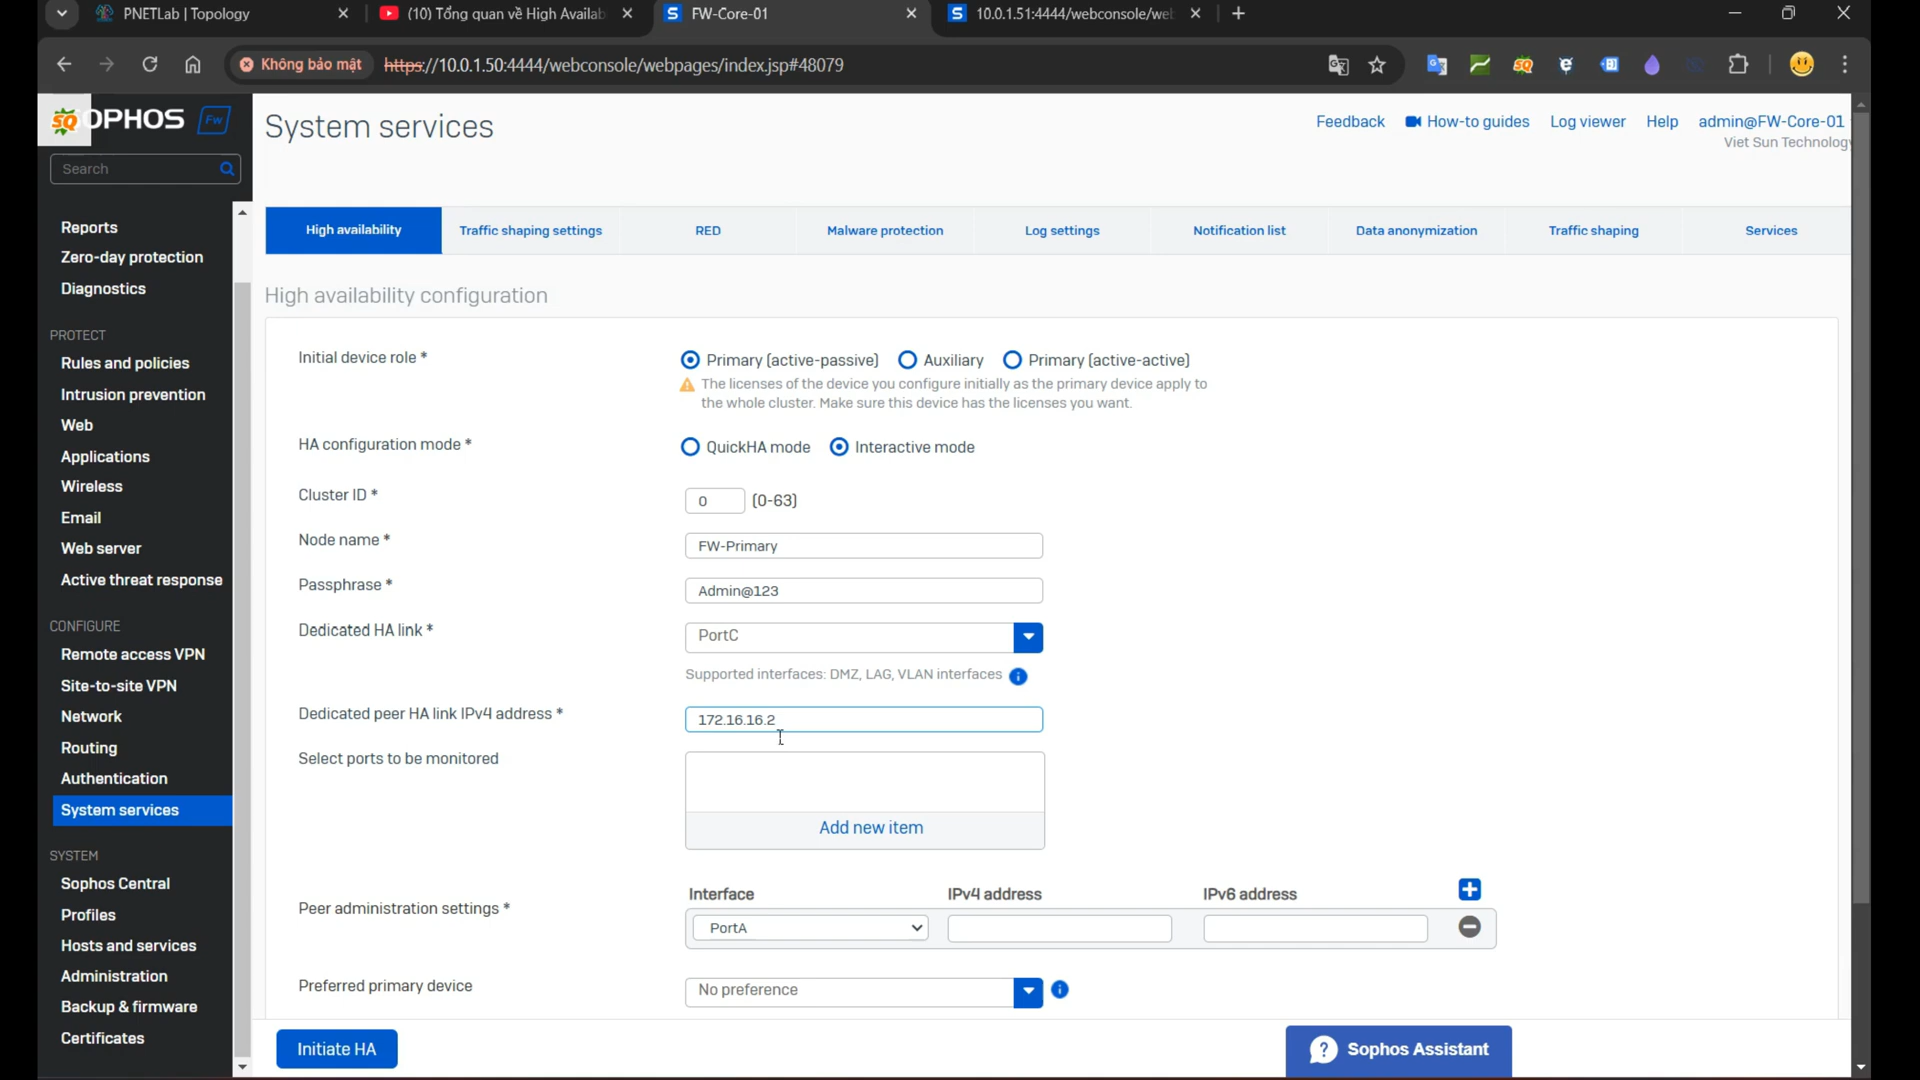 PNETLab | Topology
(10) Tổng quan về High Availab
FW-Core-01
10.0.1.51:4444/webconsole/we
Không bảo mật
https://10.0.1.50:4444/webconsole/webpages/index.jsp#48079
SQ
OPHOS
FW
System services
Feedback
How-to guides
Log viewer
Help
admin@FW-Core-01
Viet Sun Technology
Search
Reports
Zero-day protection
Diagnostics
PROTECT
Rules and policies
Intrusion prevention
Web
Applications
Wireless
Email
Web server
Active threat response
CONFIGURE
Remote access VPN
Site-to-site VPN
Network
Routing
Authentication
System services
SYSTEM
Sophos Central
Profiles
Hosts and services
Administration
Backup & firmware
Certificates
High availability
Traffic shaping settings
RED
Malware protection
Log settings
Notification list
Data anonymization
Traffic shaping
Services
High availability configuration
Initial device role *
Primary (active-passive)
Auxiliary
Primary (active-active)
The licenses of the device you configure initially as the primary device apply to
the whole cluster. Make sure this device has the licenses you want.
HA configuration mode *
QuickHA mode
Interactive mode
Cluster ID *
0
(0-63)
Node name *
FW-Primary
Passphrase *
Admin@123
Dedicated HA link *
PortC
Supported interfaces: DMZ, LAG, VLAN interfaces
Dedicated peer HA link IPv4 address *
172.16.16.2
Select ports to be monitored
Add new item
Peer administration settings *
Interface
IPv4 address
IPv6 address
PortA
Preferred primary device
No preference
Initiate HA
Sophos Assistant